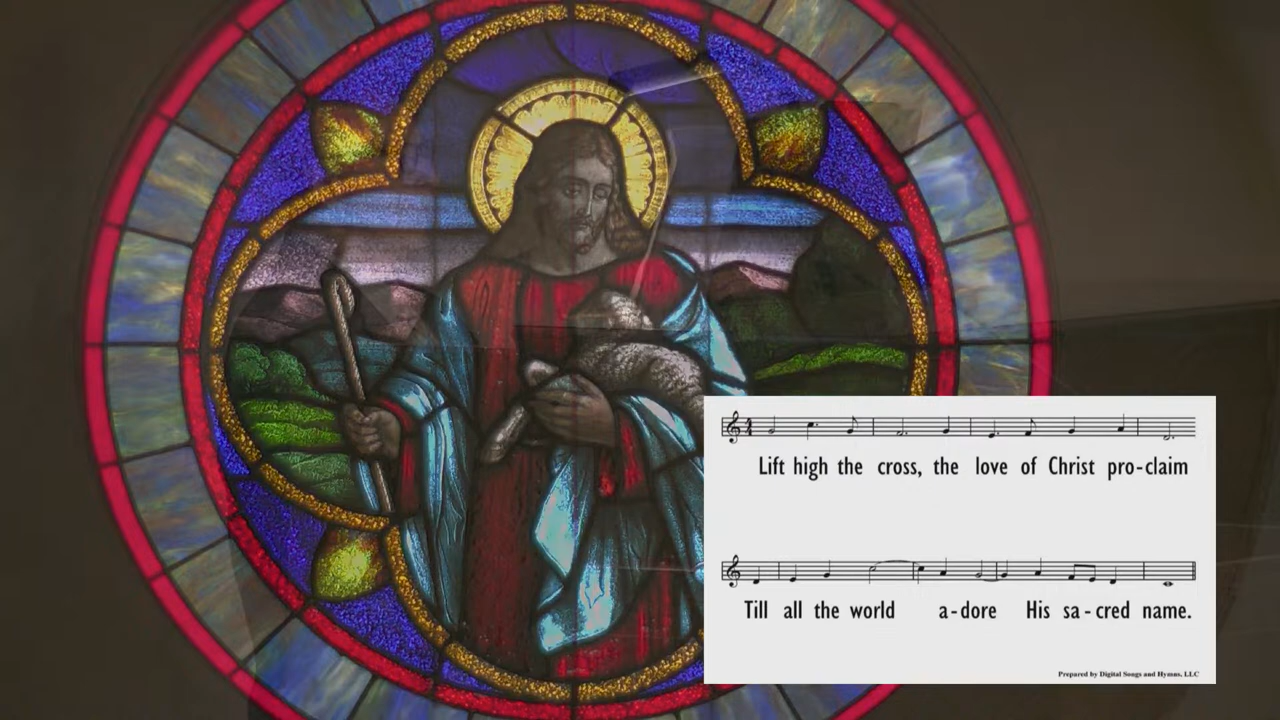 Lift high the cross, the love of Christ pro-claim
Till all the world a-dore His sa-cred name.
Prepared by Digital Songs and Hymns, LLC